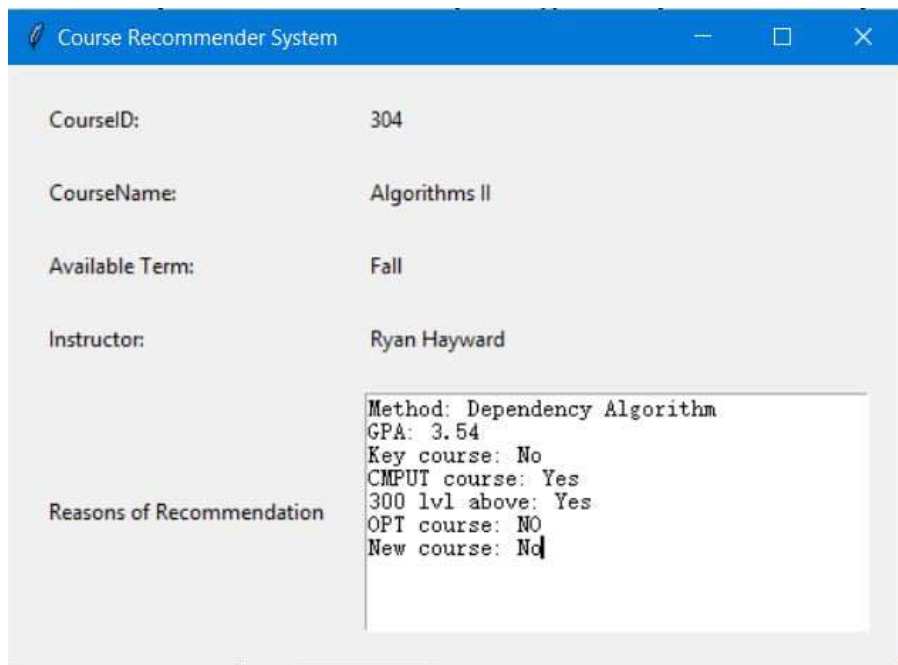 Course Recommender System
CourseID: 304
CourseName: Algorithms II
Available Term: Fall
Instructor: Ryan Hayward
Reasons of Recommendation
Method: Dependency Algorithm
GPA: 3.54
Key course: No
CMPUT course: Yes
300 lvl above: Yes
OPT course: NO
New course: No